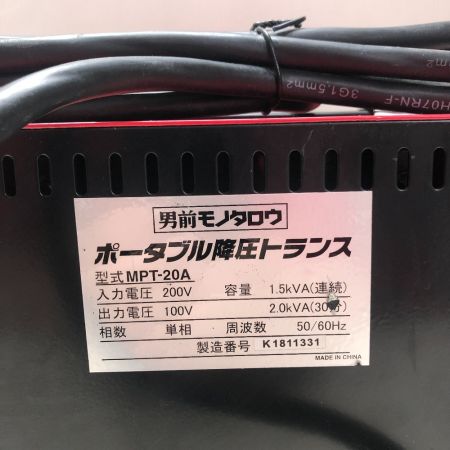 mm²
3G1.5mm²
H07RN-F
男前モノタロウ
ポータブル降圧トランス
型式 MPT-20A
入力電圧 200V 容量 1.5kVA(連続)
出力電圧 100V 2.0kVA(30分)
相数 単相 周波数 50/60Hz
製造番号 K1811331
MADE IN CHINA